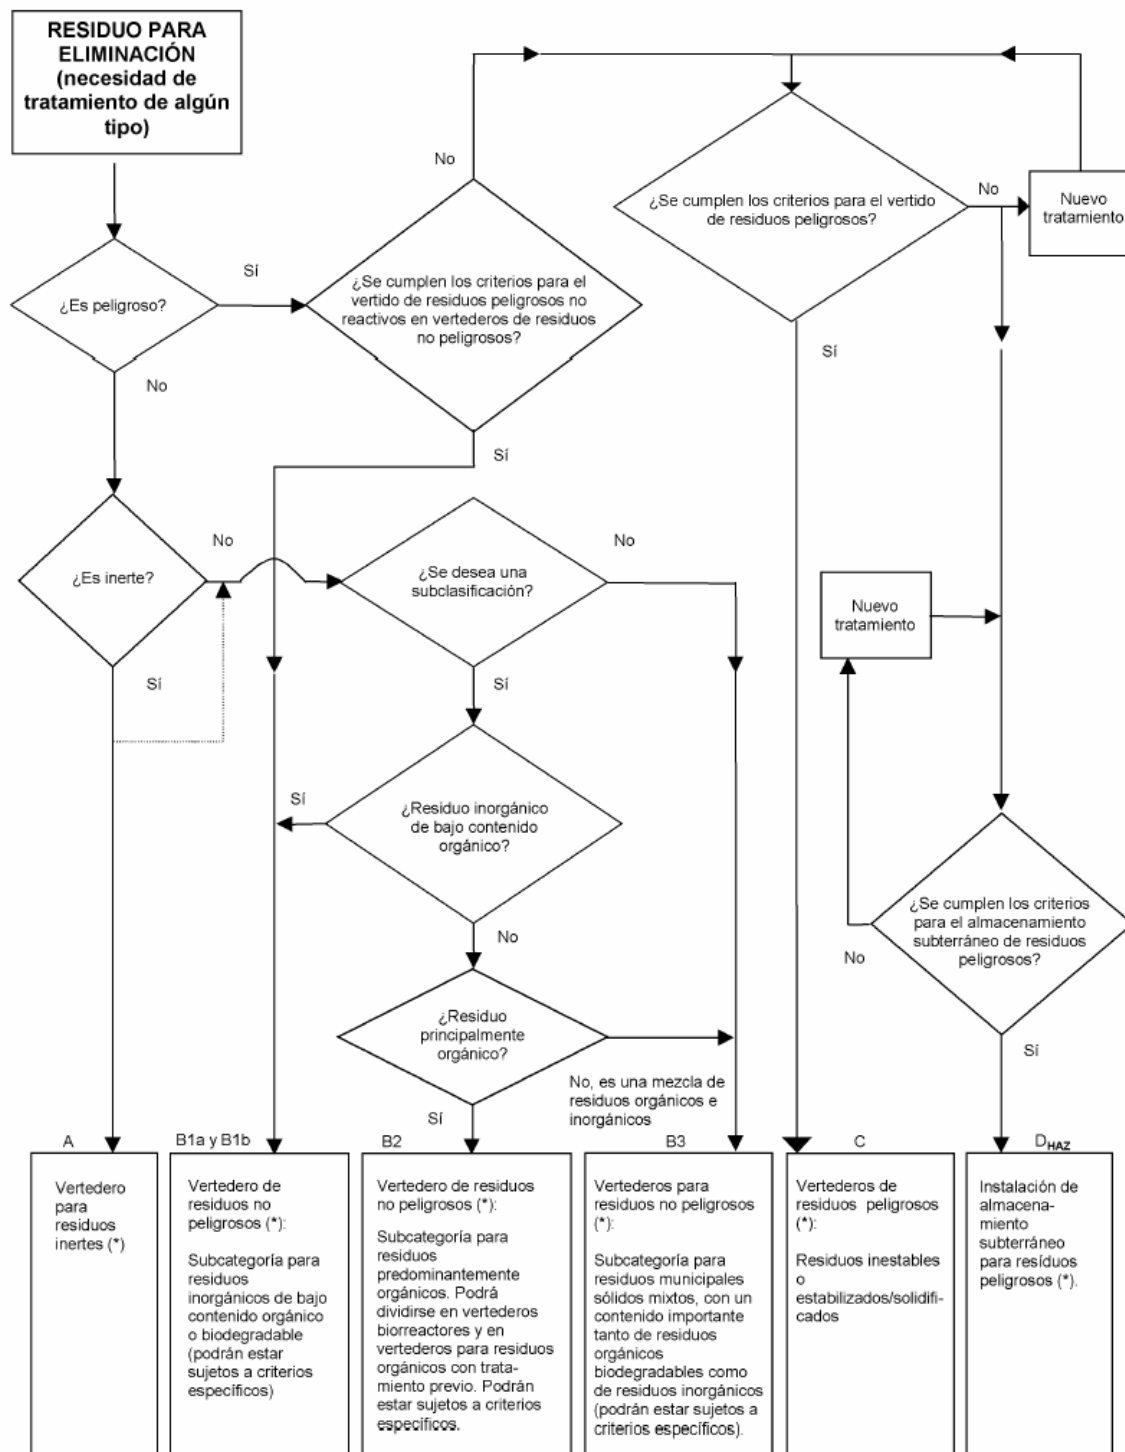 RESIDUO PARA
ELIMINACIÓN
(necesidad de
tratamiento de algún
tipo)
No
¿Se cumplen los criterios para el vertido
de residuos peligrosos?
No
Nuevo
tratamiento
¿Es peligroso?
Sí
¿Se cumplen los criterios para el
vertido de residuos peligrosos no
reactivos en vertederos de residuos
no peligrosos?
Sí
No
Sí
¿Es inerte?
No
¿Se desea una
subclasificación?
No
Nuevo
tratamiento
Sí
Sí
Sí
¿Residuo inorgánico
de bajo contenido
orgánico?
No
¿Se cumplen los criterios
para el almacenamiento
subterráneo de residuos
peligrosos?
No
¿Residuo
principalmente
orgánico?
Sí
No, es una mezcla de
residuos orgánicos e
inorgánicos
Sí
A
B1a y B1b
B2
B3
C
DHAZ
Vertedero
para
residuos
inertes (*)
Vertedero de
residuos no
peligrosos (*):
Subcategoría para
residuos
inorgánicos de bajo
contenido orgánico
o biodegradable
(podrán estar
sujetos a criterios
específicos)
Vertedero de residuos
no peligrosos (*):
Subcategoría para
residuos
predominantemente
orgánicos. Podrá
dividirse en vertederos
biorreactores y en
vertederos para residuos
orgánicos con trata-
miento previo. Podrán
estar sujetos a criterios
específicos.
Vertederos para
residuos no peligrosos
(*):
Subcategoría para
residuos municipales
sólidos mixtos, con un
contenido importante
tanto de residuos
orgánicos
biodegradables como
de residuos inorgánicos
(podrán estar sujetos a
criterios específicos).
Vertederos de
residuos peligrosos
(*):
Residuos inestables
o
estabilizados/solidifi-
cados
Instalación de
almacena-
miento
subterráneo
para resíduos
peligrosos (*).